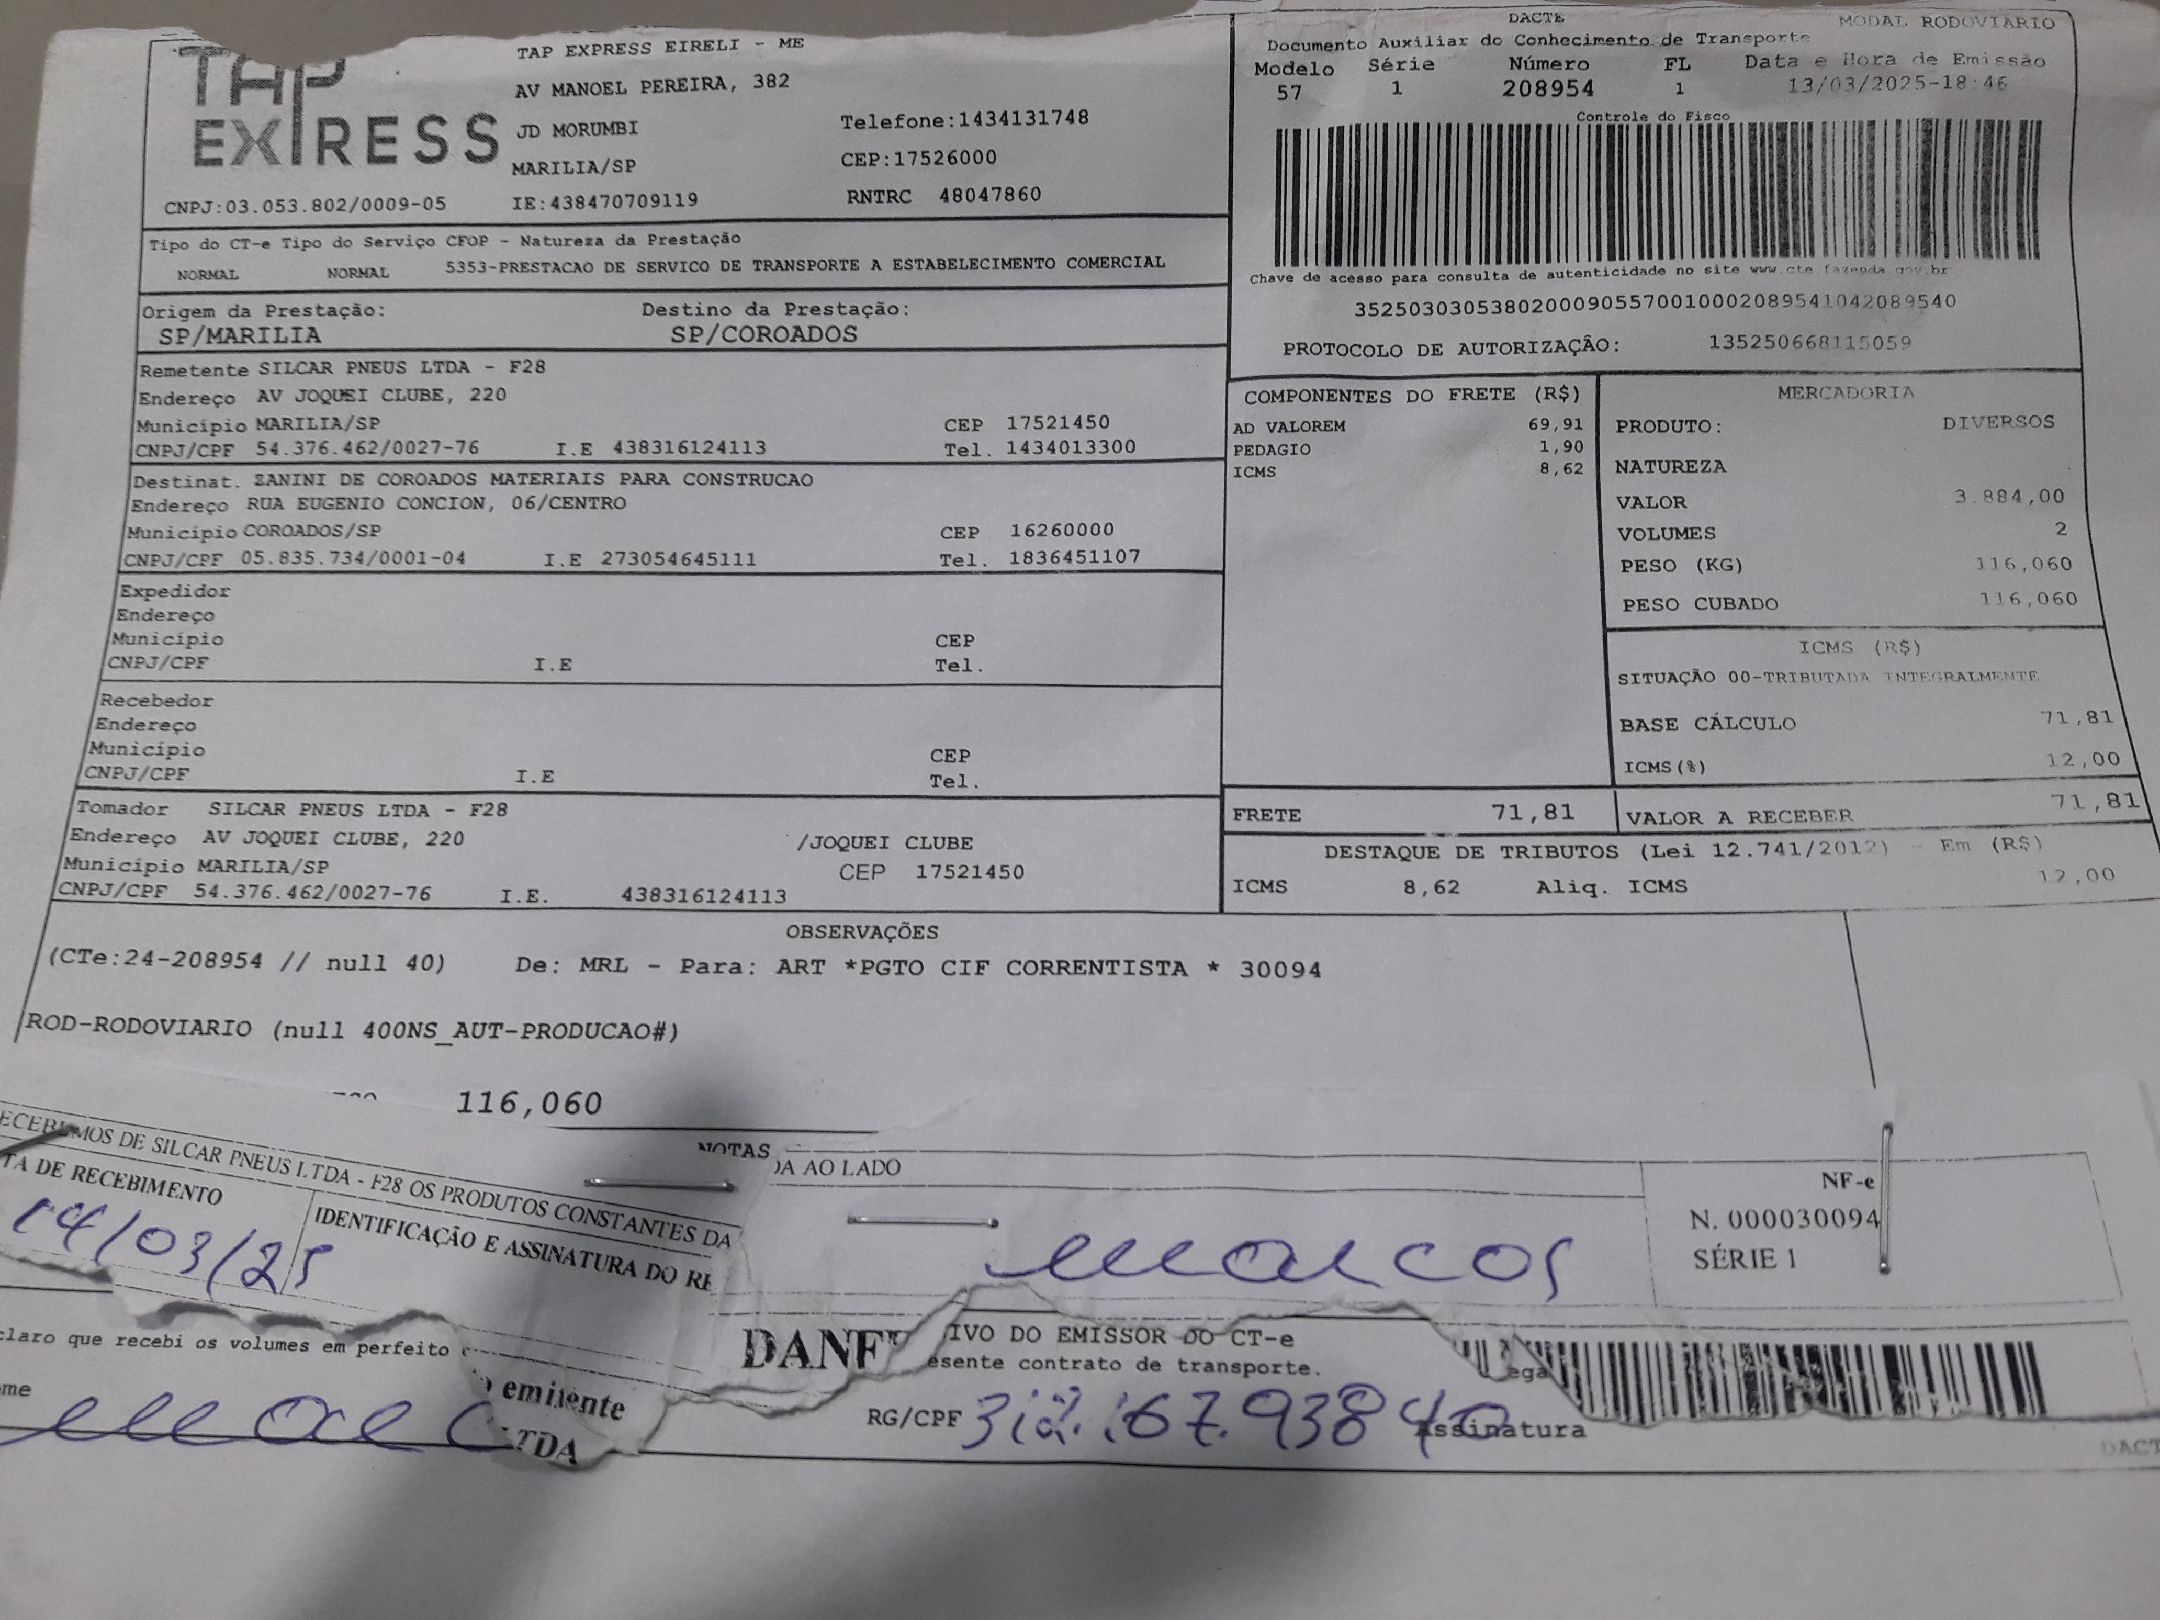 TAP EXPRESS
TAP EXPRESS EIRELI - ME
AV MANOEL PEREIRA, 382
JD MORUMBI Telefone:1434131748
MARILIA/SP CEP:17526000
CNPJ:03.053.802/0009-05 IE:438470709119 RNTRC 48047860
DACTE MODAL RODOVIARIO
Documento Auxiliar do Conhecimento de Transporte
Modelo Série Número FL Data e Hora de Emissão
57 1 208954 1 13/03/2025-18:46
Controle do Fisco
Chave de acesso para consulta de autenticidade no site www.cte.fazenda.gov.br
35250303053802000905570010002089541042089540
PROTOCOLO DE AUTORIZAÇÃO: 135250668115059
Tipo do CT-e Tipo do Serviço CFOP - Natureza da Prestação
NORMAL NORMAL 5353-PRESTACAO DE SERVICO DE TRANSPORTE A ESTABELECIMENTO COMERCIAL
Origem da Prestação: Destino da Prestação:
SP/MARILIA SP/COROADOS
Remetente SILCAR PNEUS LTDA - F28
Endereço AV JOQUEI CLUBE, 220
Município MARILIA/SP CEP 17521450
CNPJ/CPF 54.376.462/0027-76 I.E 438316124113 Tel. 1434013300
Destinat. ZANINI DE COROADOS MATERIAIS PARA CONSTRUCAO
Endereço RUA EUGENIO CONCION, 06/CENTRO
Município COROADOS/SP CEP 16260000
CNPJ/CPF 05.835.734/0001-04 I.E 273054645111 Tel. 1836451107
Expedidor
Endereço
Município CEP
CNPJ/CPF I.E Tel.
Recebedor
Endereço
Município CEP
CNPJ/CPF I.E Tel.
Tomador SILCAR PNEUS LTDA - F28
Endereço AV JOQUEI CLUBE, 220 /JOQUEI CLUBE
Município MARILIA/SP CEP 17521450
CNPJ/CPF 54.376.462/0027-76 I.E. 438316124113
COMPONENTES DO FRETE (R$)
AD VALOREM 69,91
PEDAGIO 1,90
ICMS 8,62
MERCADORIA
PRODUTO: DIVERSOS
NATUREZA
VALOR 3.884,00
VOLUMES 2
PESO (KG) 116,060
PESO CUBADO 116,060
ICMS (R$)
SITUAÇÃO 00-TRIBUTADA INTEGRALMENTE
BASE CÁLCULO 71,81
ICMS(%) 12,00
FRETE 71,81 VALOR A RECEBER 71,81
DESTAQUE DE TRIBUTOS (Lei 12.741/2012) - Em (R$)
ICMS 8,62 Aliq. ICMS 12,00
OBSERVAÇÕES
(CTe:24-208954 // null 40) De: MRL - Para: ART *PGTO CIF CORRENTISTA * 30094
ROD-RODOVIARIO (null 400NS_AUT-PRODUCAO#)
116,060
NOTAS
ECEBEMOS DE SILCAR PNEUS LTDA - F28 OS PRODUTOS CONSTANTES DA
DA AO LADO
TA DE RECEBIMENTO
14/03/25
IDENTIFICAÇÃO E ASSINATURA DO RE
marcos
NF-e
N. 000030094
SÉRIE 1
claro que recebi os volumes em perfeito
DANF
IVO DO EMISSOR DO CT-e
esente contrato de transporte.
ega
ome
marc
emitente
LTDA
RG/CPF
Assinatura
DACT